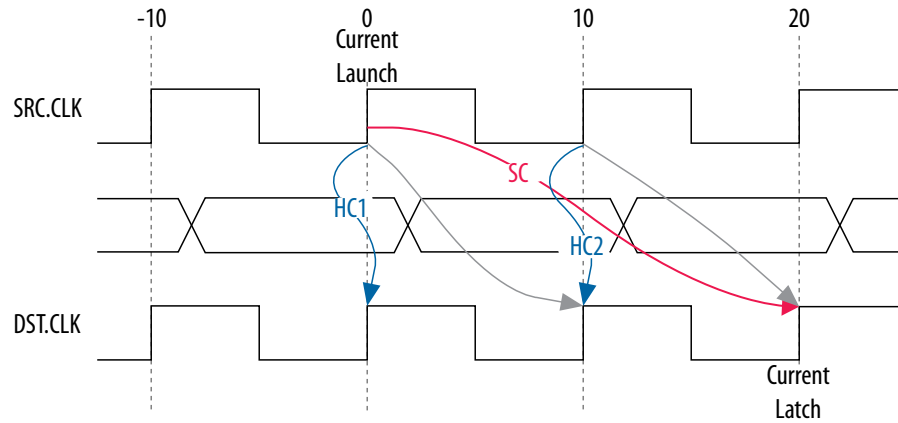 -10 0 10 20
Current
Launch
SRC.CLK
SC
HC1
HC2
DST.CLK
Current
Latch